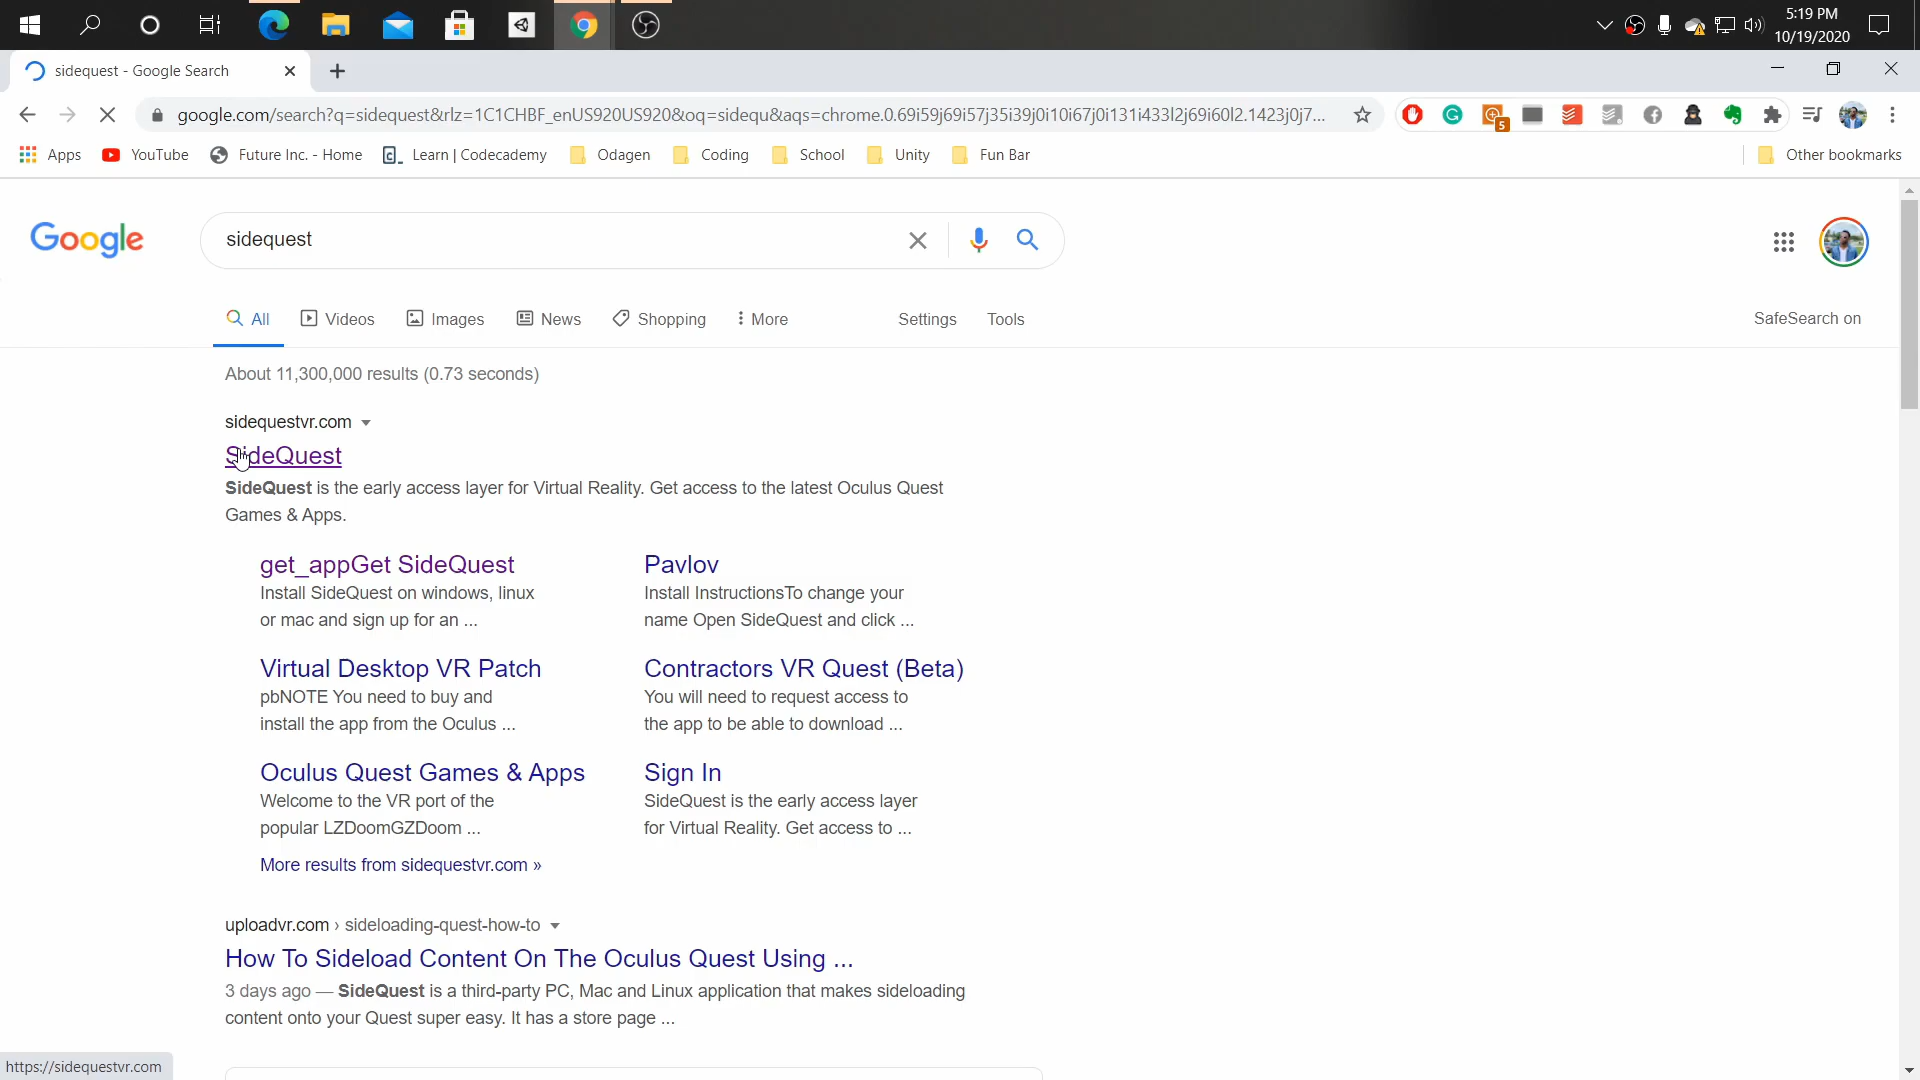 5:19 PM
10/19/2020
sidequest - Google Search
google.com/search?q=sidequest&rlz=1C1CHBF_enUS920US920&oq=sidequ&aqs=chrome.0.69i59j69i57j35i39j0i10i67j0i131i433l2j69i60l2.1423j0j7...
5
Apps
YouTube
Future Inc. - Home
Learn | Codecademy
Odagen
Coding
School
Unity
Fun Bar
Other bookmarks
Google
sidequest
All
Videos
Images
News
Shopping
More
Settings
Tools
SafeSearch on
About 11,300,000 results (0.73 seconds)
sidequestvr.com
SideQuest
SideQuest is the early access layer for Virtual Reality. Get access to the latest Oculus Quest
Games & Apps.
get_appGet SideQuest
Install SideQuest on windows, linux
or mac and sign up for an ...
Pavlov
Install InstructionsTo change your
name Open SideQuest and click ...
Virtual Desktop VR Patch
pbNOTE You need to buy and
install the app from the Oculus ...
Contractors VR Quest (Beta)
You will need to request access to
the app to be able to download ...
Oculus Quest Games & Apps
Welcome to the VR port of the
popular LZDoomGZDoom ...
Sign In
SideQuest is the early access layer
for Virtual Reality. Get access to ...
More results from sidequestvr.com »
uploadvr.com › sideloading-quest-how-to
How To Sideload Content On The Oculus Quest Using ...
3 days ago — SideQuest is a third-party PC, Mac and Linux application that makes sideloading
content onto your Quest super easy. It has a store page ...
https://sidequestvr.com